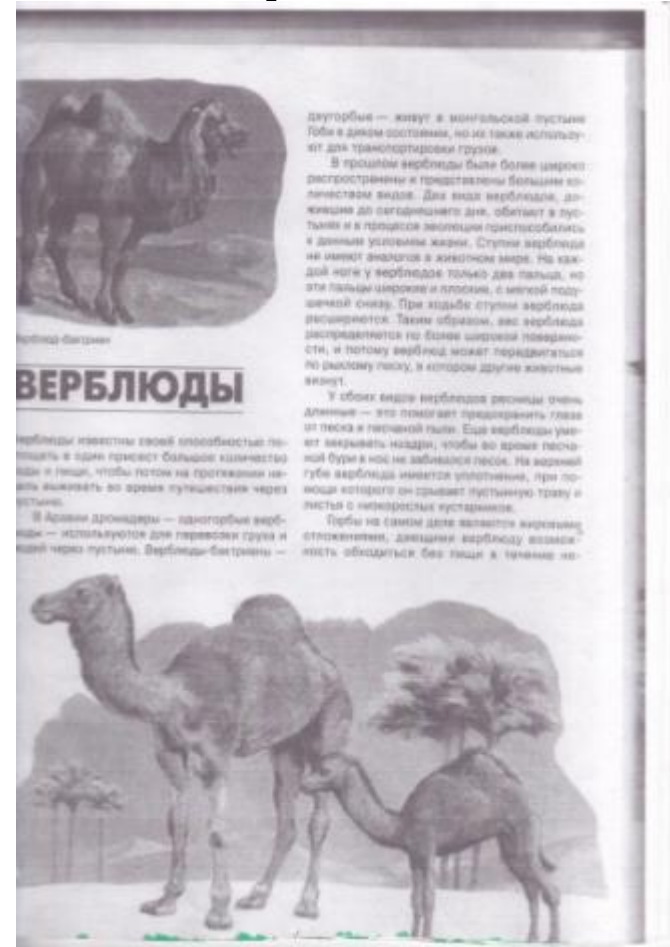 Верблюд-бактриан
ВЕРБЛЮДЫ
Верблюды известны своей способностью по-
глощать в один присест большое количество
воды и пищи, чтобы потом на протяжении не-
дель выживать во время путешествия через
пустыню.
В Аравии дромадеры — одногорбые верб-
люды — используются для перевозки груза и
людей через пустыню. Верблюды-бактрианы —
двугорбые — живут в монгольской пустыне
Гоби в диком состоянии, но их также использу-
ют для транспортировки грузов.
В прошлом верблюды были более широко
распространены и представлены большим ко-
личеством видов. Два вида верблюдов, до-
жившие до сегодняшнего дня, обитают в пус-
тынях и в процессе эволюции приспособились
к данным условиям жизни. Ступни верблюда
не имеют аналогов в животном мире. На каж-
дой ноге у верблюдов только два пальца, но
эти пальцы широкие и плоские, с мягкой поду-
шечкой снизу. При ходьбе ступни верблюда
расширяются. Таким образом, вес верблюда
распределяется по более широкой поверхно-
сти, и потому верблюд может передвигаться
по рыхлому песку, в котором другие животные
вязнут.
У обоих видов верблюдов ресницы очень
длинные — это помогает предохранить глаза
от песка и песчаной пыли. Еще верблюды уме-
ют закрывать ноздри, чтобы во время песча-
ной бури в нос не забивался песок. На верхней
губе верблюда имеется уплотнение, при по-
мощи которого он срывает пустынную траву и
листья с низкорослых кустарников.
Горбы на самом деле являются жировыми
отложениями, дающими верблюду возмож-
ность обходиться без пищи в течение не-